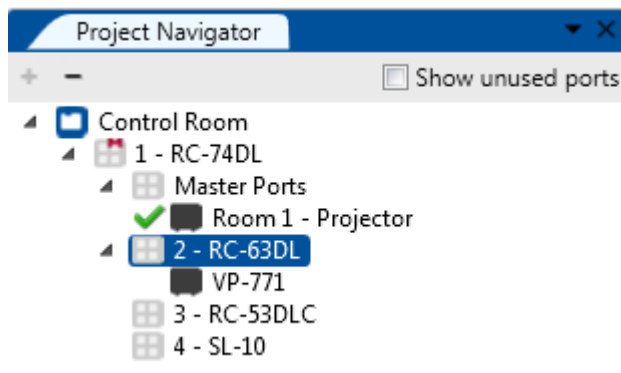 Project Navigator
Show unused ports
Control Room
1 - RC-74DL
Master Ports
Room 1 - Projector
2 - RC-63DL
VP-771
3 - RC-53DLC
4 - SL-10